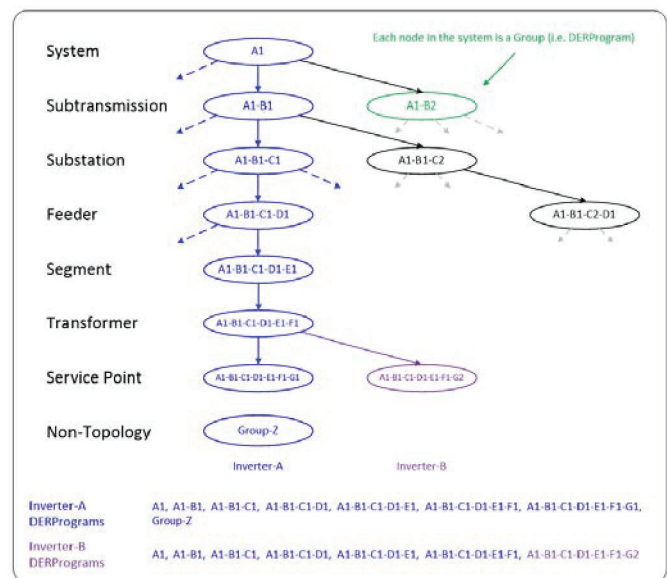 System
A1
Each node in the system is a Group (i.e. DERProgram)
Subtransmission
A1-B1
A1-B2
Substation
A1-B1-C1
A1-B1-C2
Feeder
A1-B1-C1-D1
A1-B1-C2-D1
Segment
A1-B1-C1-D1-E1
Transformer
A1-B1-C1-D1-E1-F1
Service Point
A1-B1-C1-D1-E1-F1-G1
A1-B1-C1-D1-E1-F1-G2
Non-Topology
Group-Z
Inverter-A
Inverter-B
Inverter-A
DERPrograms
A1, A1-B1, A1-B1-C1, A1-B1-C1-D1, A1-B1-C1-D1-E1, A1-B1-C1-D1-E1-F1, A1-B1-C1-D1-E1-F1-G1,
Group-Z
Inverter-B
DERPrograms
A1, A1-B1, A1-B1-C1, A1-B1-C1-D1, A1-B1-C1-D1-E1, A1-B1-C1-D1-E1-F1, A1-B1-C1-D1-E1-F1-G2